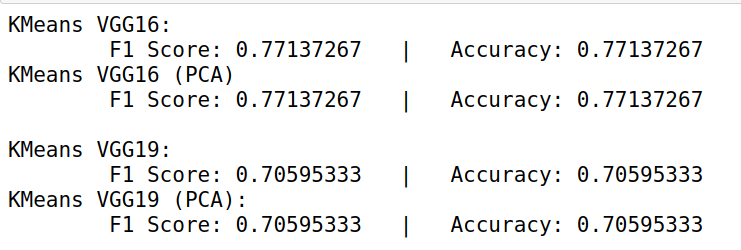 KMeans VGG16:
F1 Score: 0.77137267 | Accuracy: 0.77137267
KMeans VGG16 (PCA)
F1 Score: 0.77137267 | Accuracy: 0.77137267
KMeans VGG19:
F1 Score: 0.70595333 | Accuracy: 0.70595333
KMeans VGG19 (PCA):
F1 Score: 0.70595333 | Accuracy: 0.70595333